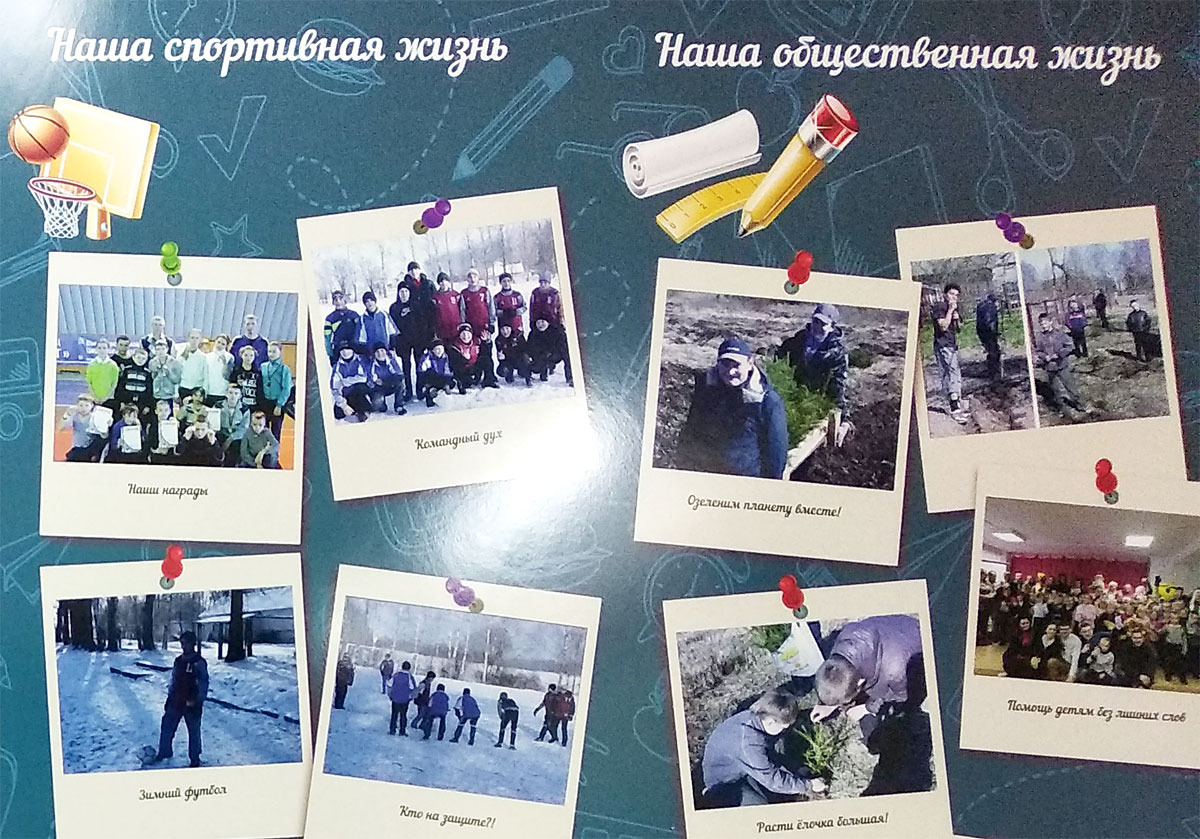 Наша спортивная жизнь
Наша общественная жизнь
Командный дух
Наши награды
Озеленим планету вместе!
Помощь детям без лишних слов
Зимний футбол
Кто на защите?!
Расти ёлочка большая!